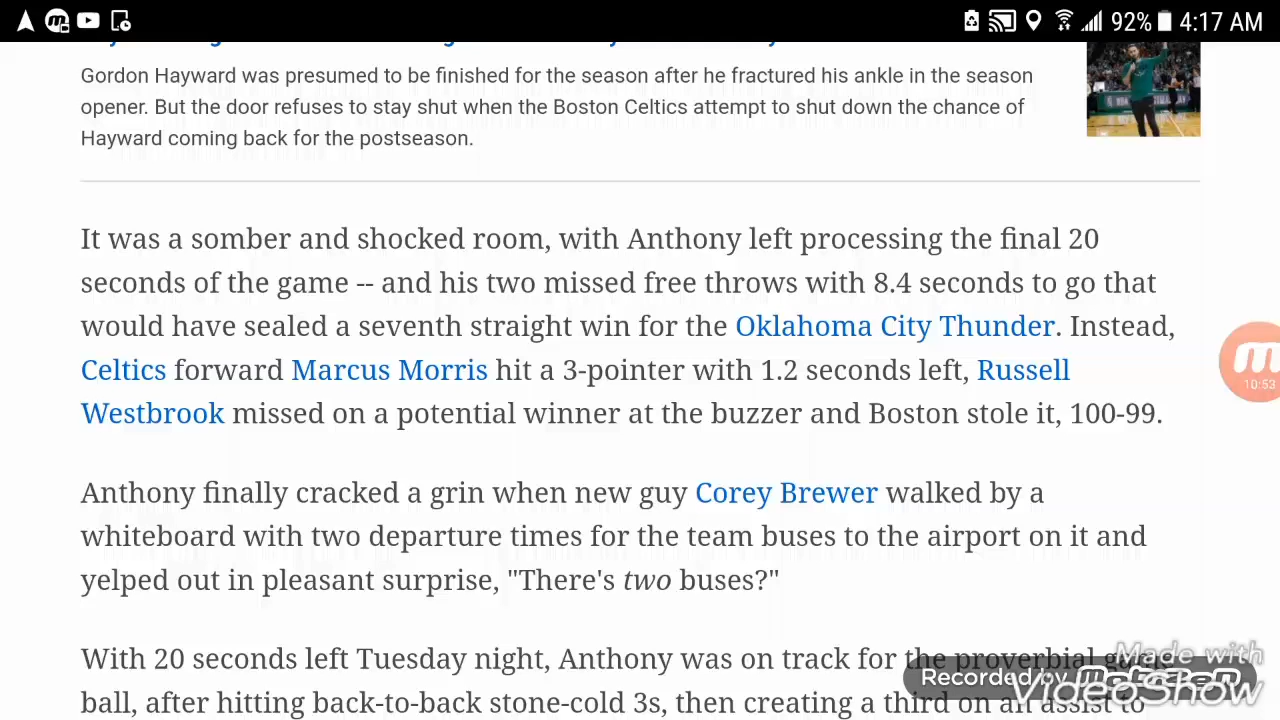 92% 4:17 AM
Gordon Hayward was presumed to be finished for the season after he fractured his ankle in the season
opener. But the door refuses to stay shut when the Boston Celtics attempt to shut down the chance of
Hayward coming back for the postseason.
It was a somber and shocked room, with Anthony left processing the final 20
seconds of the game -- and his two missed free throws with 8.4 seconds to go that
would have sealed a seventh straight win for the Oklahoma City Thunder. Instead,
Celtics forward Marcus Morris hit a 3-pointer with 1.2 seconds left, Russell
Westbrook missed on a potential winner at the buzzer and Boston stole it, 100-99.
10:53
Anthony finally cracked a grin when new guy Corey Brewer walked by a
whiteboard with two departure times for the team buses to the airport on it and
yelped out in pleasant surprise, "There's two buses?"
With 20 seconds left Tuesday night, Anthony was on track for the proverbial
ball, after hitting back-to-back stone-cold 3s, then creating a third on an assist to
Recorded by
Made with
VideoShow